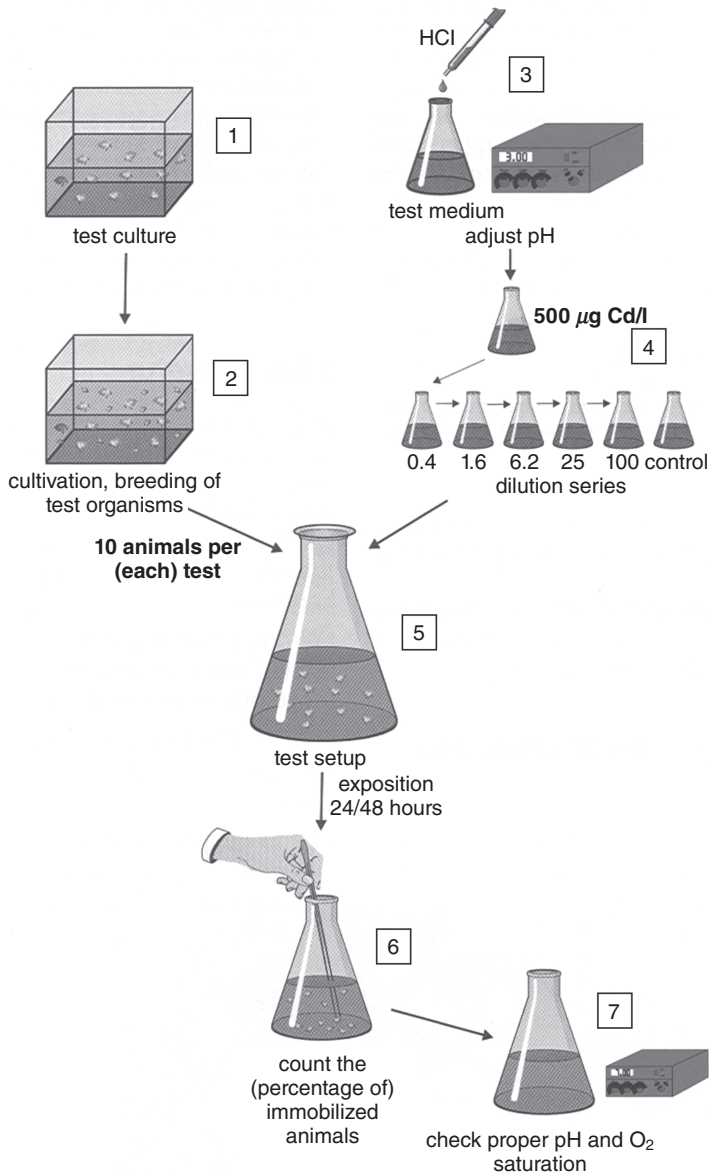 HCl
3
3.00
1
test culture
test medium
adjust pH
500 µg Cd/l
4
2
0.4 1.6 6.2 25 100 control
dilution series
cultivation, breeding of
test organisms
10 animals per
(each) test
5
test setup
exposition
24/48 hours
6
count the
(percentage of)
immobilized
animals
7
check proper pH and O₂
saturation